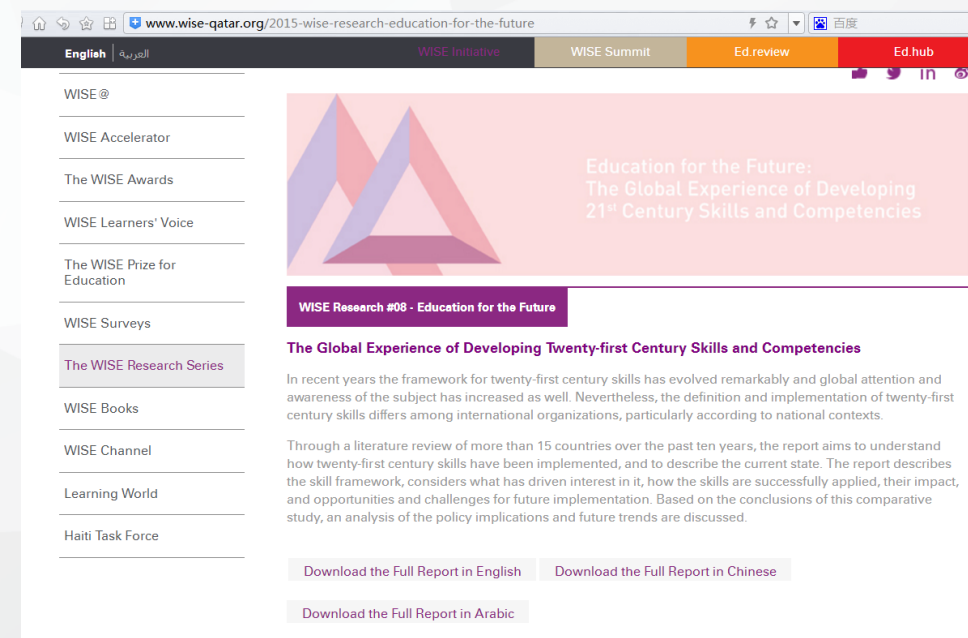 www.wise-qatar.org/2015-wise-research-education-for-the-future
百度
English
العربية
WISE Initiative
WISE Summit
Ed.review
Ed.hub
WISE@
WISE Accelerator
The WISE Awards
WISE Learners' Voice
The WISE Prize for
Education
WISE Surveys
The WISE Research Series
WISE Books
WISE Channel
Learning World
Haiti Task Force
Education for the Future:
The Global Experience of Developing
21st Century Skills and Competencies
WISE Research #08 - Education for the Future
The Global Experience of Developing Twenty-first Century Skills and Competencies
In recent years the framework for twenty-first century skills has evolved remarkably and global attention and
awareness of the subject has increased as well. Nevertheless, the definition and implementation of twenty-first
century skills differs among international organizations, particularly according to national contexts.
Through a literature review of more than 15 countries over the past ten years, the report aims to understand
how twenty-first century skills have been implemented, and to describe the current state. The report describes
the skill framework, considers what has driven interest in it, how the skills are successfully applied, their impact,
and opportunities and challenges for future implementation. Based on the conclusions of this comparative
study, an analysis of the policy implications and future trends are discussed.
Download the Full Report in English
Download the Full Report in Chinese
Download the Full Report in Arabic